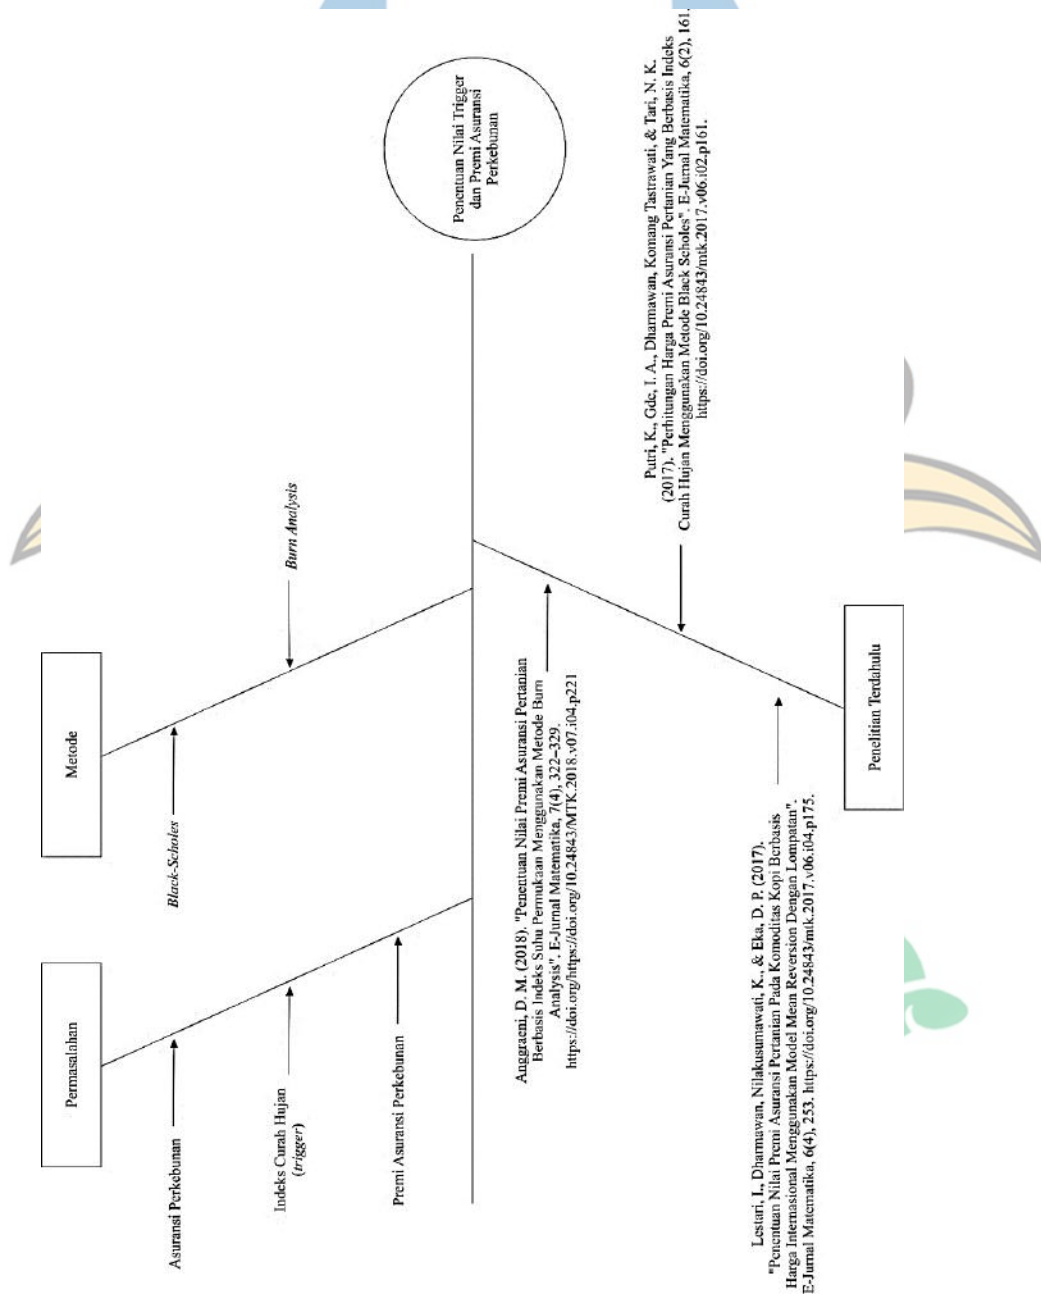 Permasalahan
Asuransi Perkebunan
Indeks Curah Hujan
(trigger)
Premi Asuransi Perkebunan
Metode
Black-Scholes
Burn Analysis
Penentuan Nilai Trigger
dan Premi Asuransi
Perkebunan
Anggraeni, D. M. (2018). "Penentuan Nilai Premi Asuransi Pertanian
Berbasis Indeks Suhu Permukaan Menggunakan Metode Burn
Analysis". E-Jurnal Matematika, 7(4), 322–329.
https://doi.org/https://doi.org/10.24843/MTK.2018.v07.i04.p221
Putri, K., Gde, I. A., Dharmawan, Komang Tastrawati, & Tari, N. K.
(2017). "Perhitungan Harga Premi Asuransi Pertanian Yang Berbasis Indeks
Curah Hujan Menggunakan Metode Black Scholes". E-Jurnal Matematika, 6(2), 161.
https://doi.org/10.24843/mtk.2017.v06.i02.p161.
Lestari, I., Dharmawan, Nilakusumawati, K., & Eka, D. P. (2017).
"Penentuan Nilai Premi Asuransi Pertanian Pada Komoditas Kopi Berbasis
Harga Internasional Menggunakan Model Mean Reversion Dengan Lompatan".
E-Jurnal Matematika, 6(4), 253. https://doi.org/10.24843/mtk.2017.v06.i04.p175.
Penelitian Terdahulu